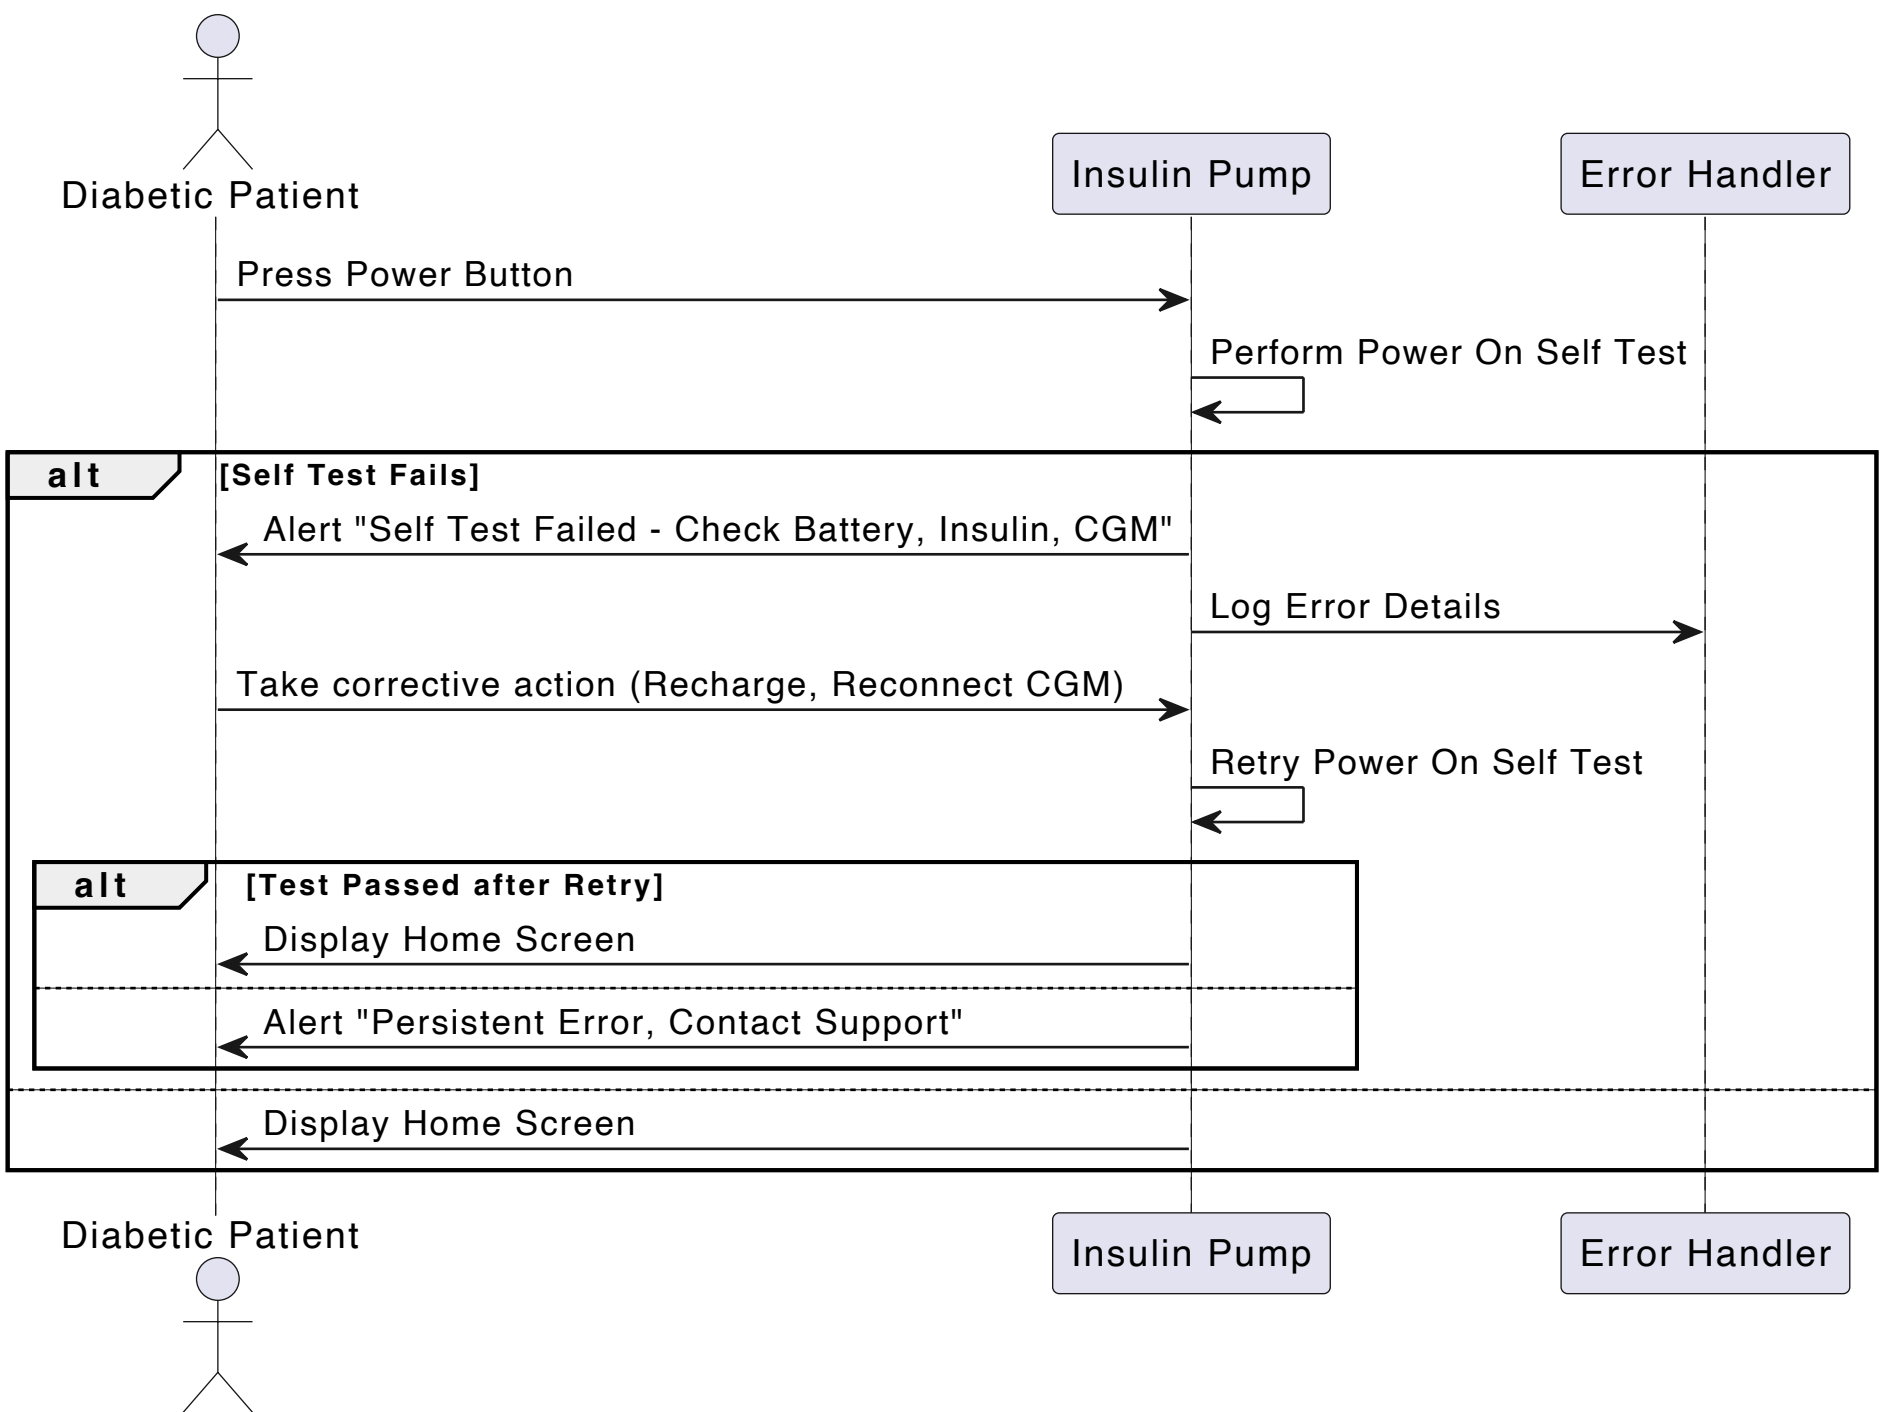 Diabetic Patient
Insulin Pump
Error Handler
Press Power Button
Perform Power On Self Test
alt
[Self Test Fails]
Alert "Self Test Failed - Check Battery, Insulin, CGM"
Log Error Details
Take corrective action (Recharge, Reconnect CGM)
Retry Power On Self Test
alt
[Test Passed after Retry]
Display Home Screen
Alert "Persistent Error, Contact Support"
Display Home Screen
Diabetic Patient
Insulin Pump
Error Handler